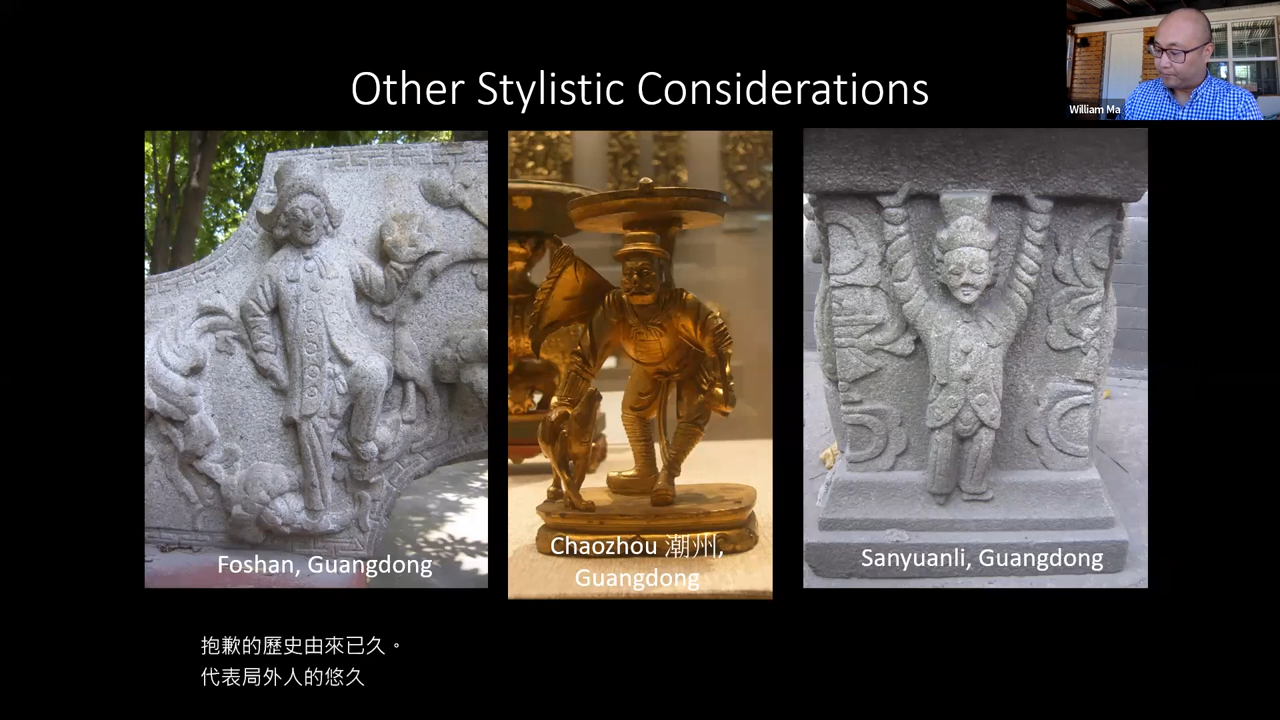 Other Stylistic Considerations
William Ma
Foshan, Guangdong
Chaozhou 潮州,
Guangdong
Sanyuanli, Guangdong
抱歉的歷史由來已久。
代表局外人的悠久